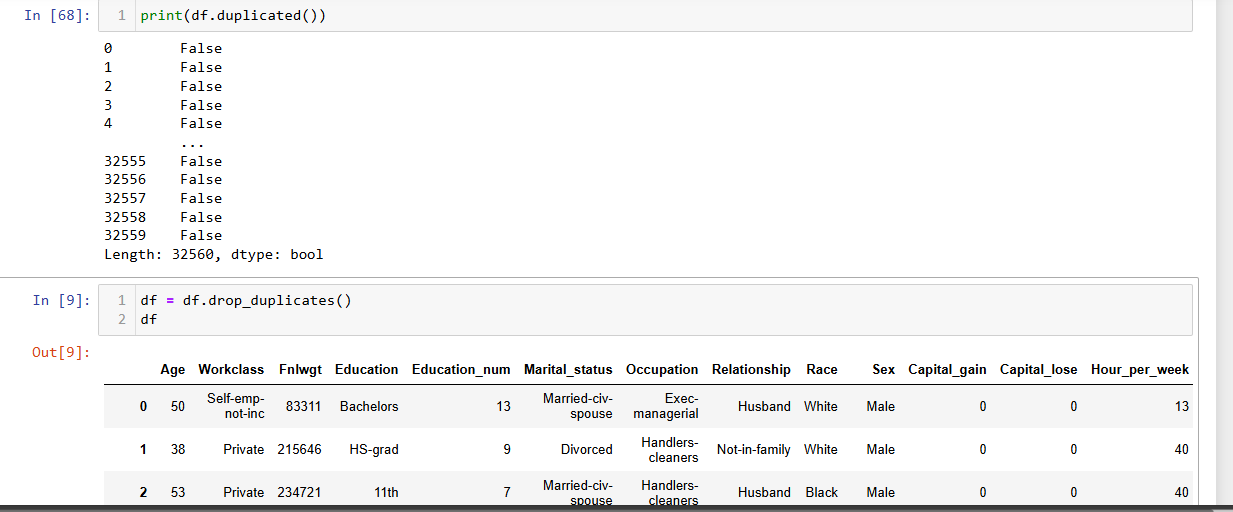 In [68]: 1 print(df.duplicated())
0 False
1 False
2 False
3 False
4 False
...
32555 False
32556 False
32557 False
32558 False
32559 False
Length: 32560, dtype: bool
In [9]: 1 df = df.drop_duplicates()
2 df
Out[9]:
Age Workclass Fnlwgt Education Education_num Marital_status Occupation Relationship Race Sex Capital_gain Capital_lose Hour_per_week
0 50 Self-emp-not-inc 83311 Bachelors 13 Married-civ-spouse Exec-managerial Husband White Male 0 0 13
1 38 Private 215646 HS-grad 9 Divorced Handlers-cleaners Not-in-family White Male 0 0 40
2 53 Private 234721 11th 7 Married-civ-spouse Handlers-cleaners Husband Black Male 0 0 40